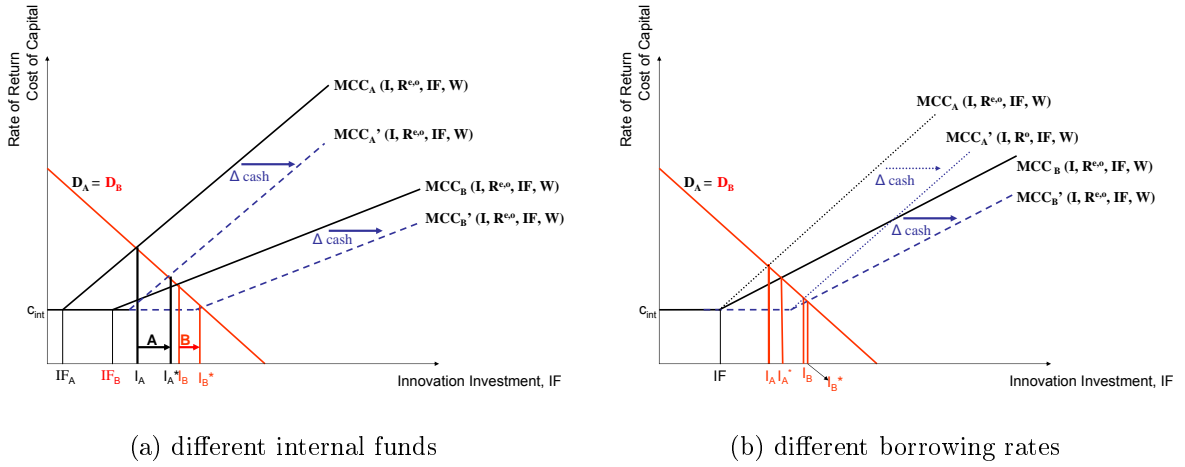 Rate of Return
Cost of Capital
MCC_A (I, R^e,o, IF, W)
MCC_A' (I, R^e,o, IF, W)
Δ cash
D_A = D_B
MCC_B (I, R^e,o, IF, W)
MCC_B' (I, R^e,o, IF, W)
Δ cash
c_int
A
B
IF_A
IF_B
I_A
I_A*
I_B
I_B*
Innovation Investment, IF
(a) different internal funds
Rate of Return
Cost of Capital
MCC_A (I, R^e,o, IF, W)
MCC_A' (I, R^o, IF, W)
MCC_B (I, R^e,o, IF, W)
MCC_B' (I, R^e,o, IF, W)
Δ cash
D_A = D_B
Δ cash
c_int
IF
I_A
I_A*
I_B
I_B*
Innovation Investment, IF
(b) different borrowing rates